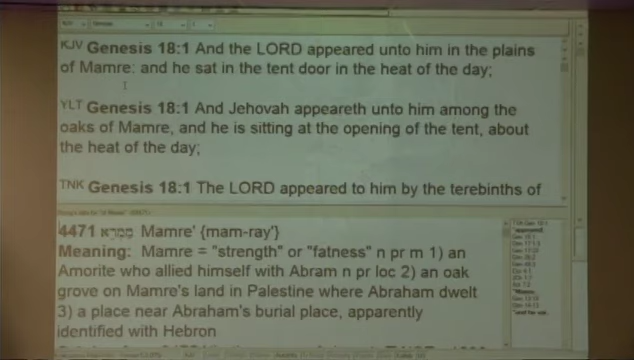 KJV Genesis 18:1 And the LORD appeared unto him in the plains
of Mamre: and he sat in the tent door in the heat of the day;
YLT Genesis 18:1 And Jehovah appeareth unto him among the
oaks of Mamre, and he is sitting at the opening of the tent, about
the heat of the day;
TNK Genesis 18:1 The LORD appeared to him by the terebinths of
4471 מַמְרֵא Mamre' {mam-ray'}
Meaning: Mamre = "strength" or "fatness" n pr m 1) an
Amorite who allied himself with Abram n pr loc 2) an oak
grove on Mamre's land in Palestine where Abraham dwelt
3) a place near Abraham's burial place, apparently
identified with Hebron